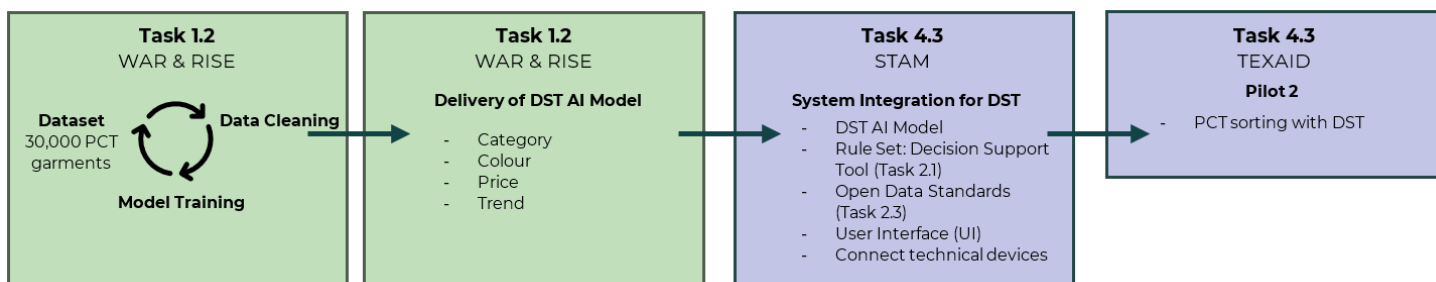 Task 1.2
WAR & RISE
Dataset
30,000 PCT
garments
Data Cleaning
Model Training
Task 1.2
WAR & RISE
Delivery of DST AI Model
- Category
- Colour
- Price
- Trend
Task 4.3
STAM
System Integration for DST
- DST AI Model
- Rule Set: Decision Support
Tool (Task 2.1)
- Open Data Standards
(Task 2.3)
- User Interface (UI)
- Connect technical devices
Task 4.3
TEXAID
Pilot 2
- PCT sorting with DST